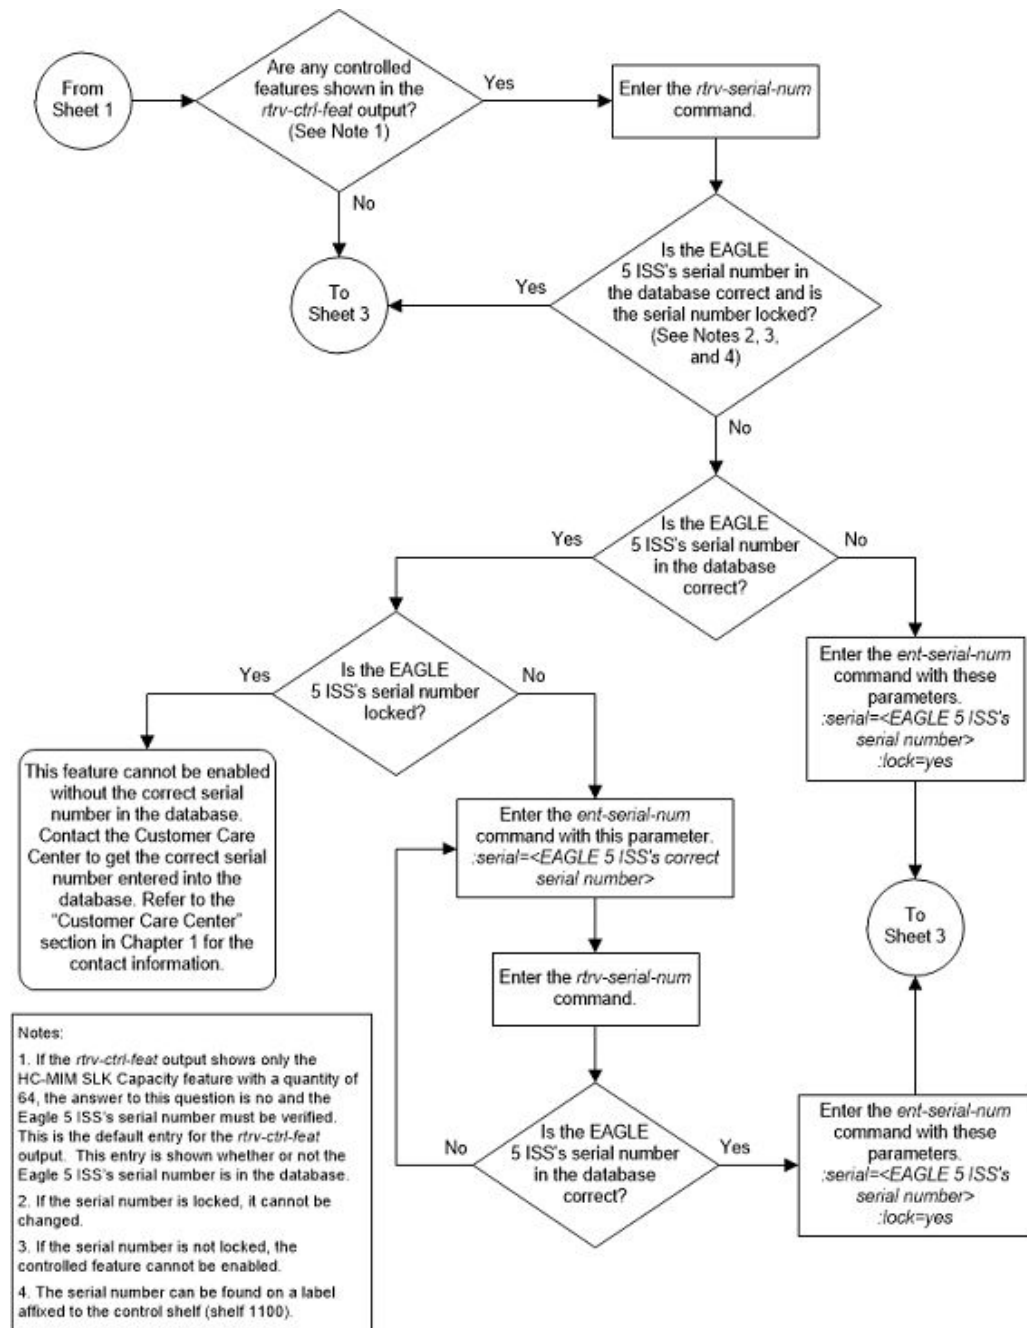 From
Sheet 1
Are any controlled
features shown in the
rtrv-ctrl-feat output?
(See Note 1)
Yes
Enter the rtrv-serial-num
command.
No
To
Sheet 3
Yes
Is the EAGLE
5 ISS's serial number in
the database correct and is
the serial number locked?
(See Notes 2, 3,
and 4)
No
Is the EAGLE
5 ISS's serial number
in the database
correct?
Yes
No
Is the EAGLE
5 ISS's serial number
locked?
Yes
No
Enter the ent-serial-num
command with these
parameters.
:serial=<EAGLE 5 ISS's
serial number>
:lock=yes
This feature cannot be enabled
without the correct serial
number in the database.
Contact the Customer Care
Center to get the correct serial
number entered into the
database. Refer to the
"Customer Care Center"
section in Chapter 1 for the
contact information.
Enter the ent-serial-num
command with this parameter.
:serial=<EAGLE 5 ISS's correct
serial number>
To
Sheet 3
Enter the rtrv-serial-num
command.
Is the EAGLE
5 ISS's serial number
in the database
correct?
No
Yes
Enter the ent-serial-num
command with these
parameters.
:serial=<EAGLE 5 ISS's
serial number>
:lock=yes
Notes:
1. If the rtrv-ctrl-feat output shows only the
HC-MIM SLK Capacity feature with a quantity of
64, the answer to this question is no and the
Eagle 5 ISS's serial number must be verified.
This is the default entry for the rtrv-ctrl-feat
output. This entry is shown whether or not the
Eagle 5 ISS's serial number is in the database.
2. If the serial number is locked, it cannot be
changed.
3. If the serial number is not locked, the
controlled feature cannot be enabled.
4. The serial number can be found on a label
affixed to the control shelf (shelf 1100).